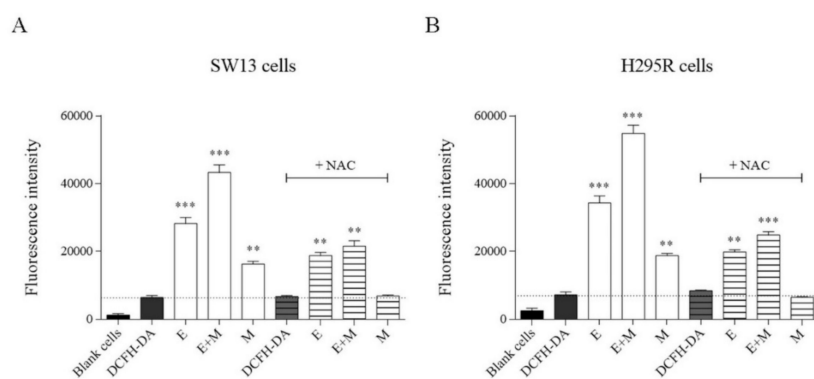 A
SW13 cells
Fluorescence intensity
60000
40000
20000
0
***
***
**
+ NAC
**
**
Blank cells
DCFH-DA
E
E+M
M
DCFH-DA
E
E+M
M
B
H295R cells
Fluorescence intensity
60000
40000
20000
0
***
***
**
+ NAC
**
***
Blank cells
DCFH-DA
E
E+M
M
DCFH-DA
E
E+M
M